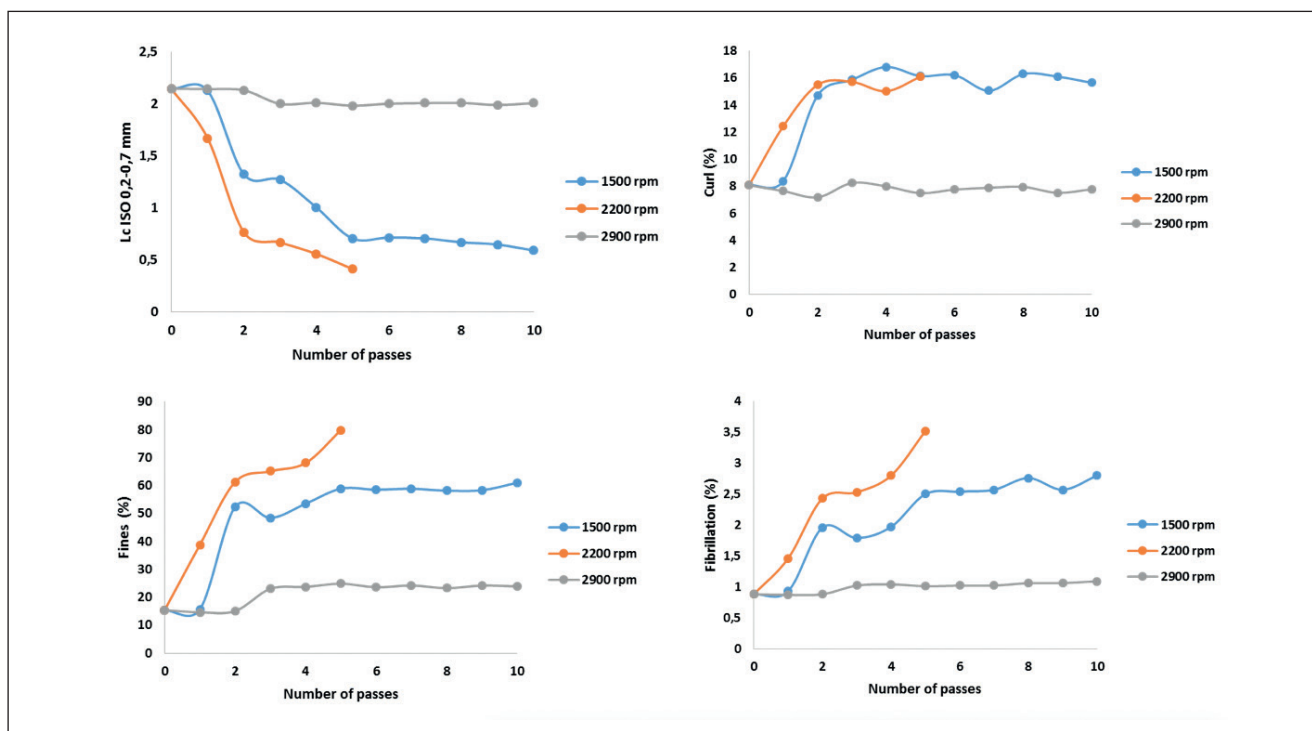 2,5
2
1,5
1
0,5
0
Lc ISO 0,2-0,7 mm
0 2 4 6 8 10
Number of passes
1500 rpm
2200 rpm
2900 rpm
18
16
14
12
10
8
6
4
2
0
Curl (%)
0 2 4 6 8 10
Number of passes
1500 rpm
2200 rpm
2900 rpm
90
80
70
60
50
40
30
20
10
0
Fines (%)
0 2 4 6 8 10
Number of passes
1500 rpm
2200 rpm
2900 rpm
4
3,5
3
2,5
2
1,5
1
0,5
0
Fibrillation (%)
0 2 4 6 8 10
Number of passes
1500 rpm
2200 rpm
2900 rpm